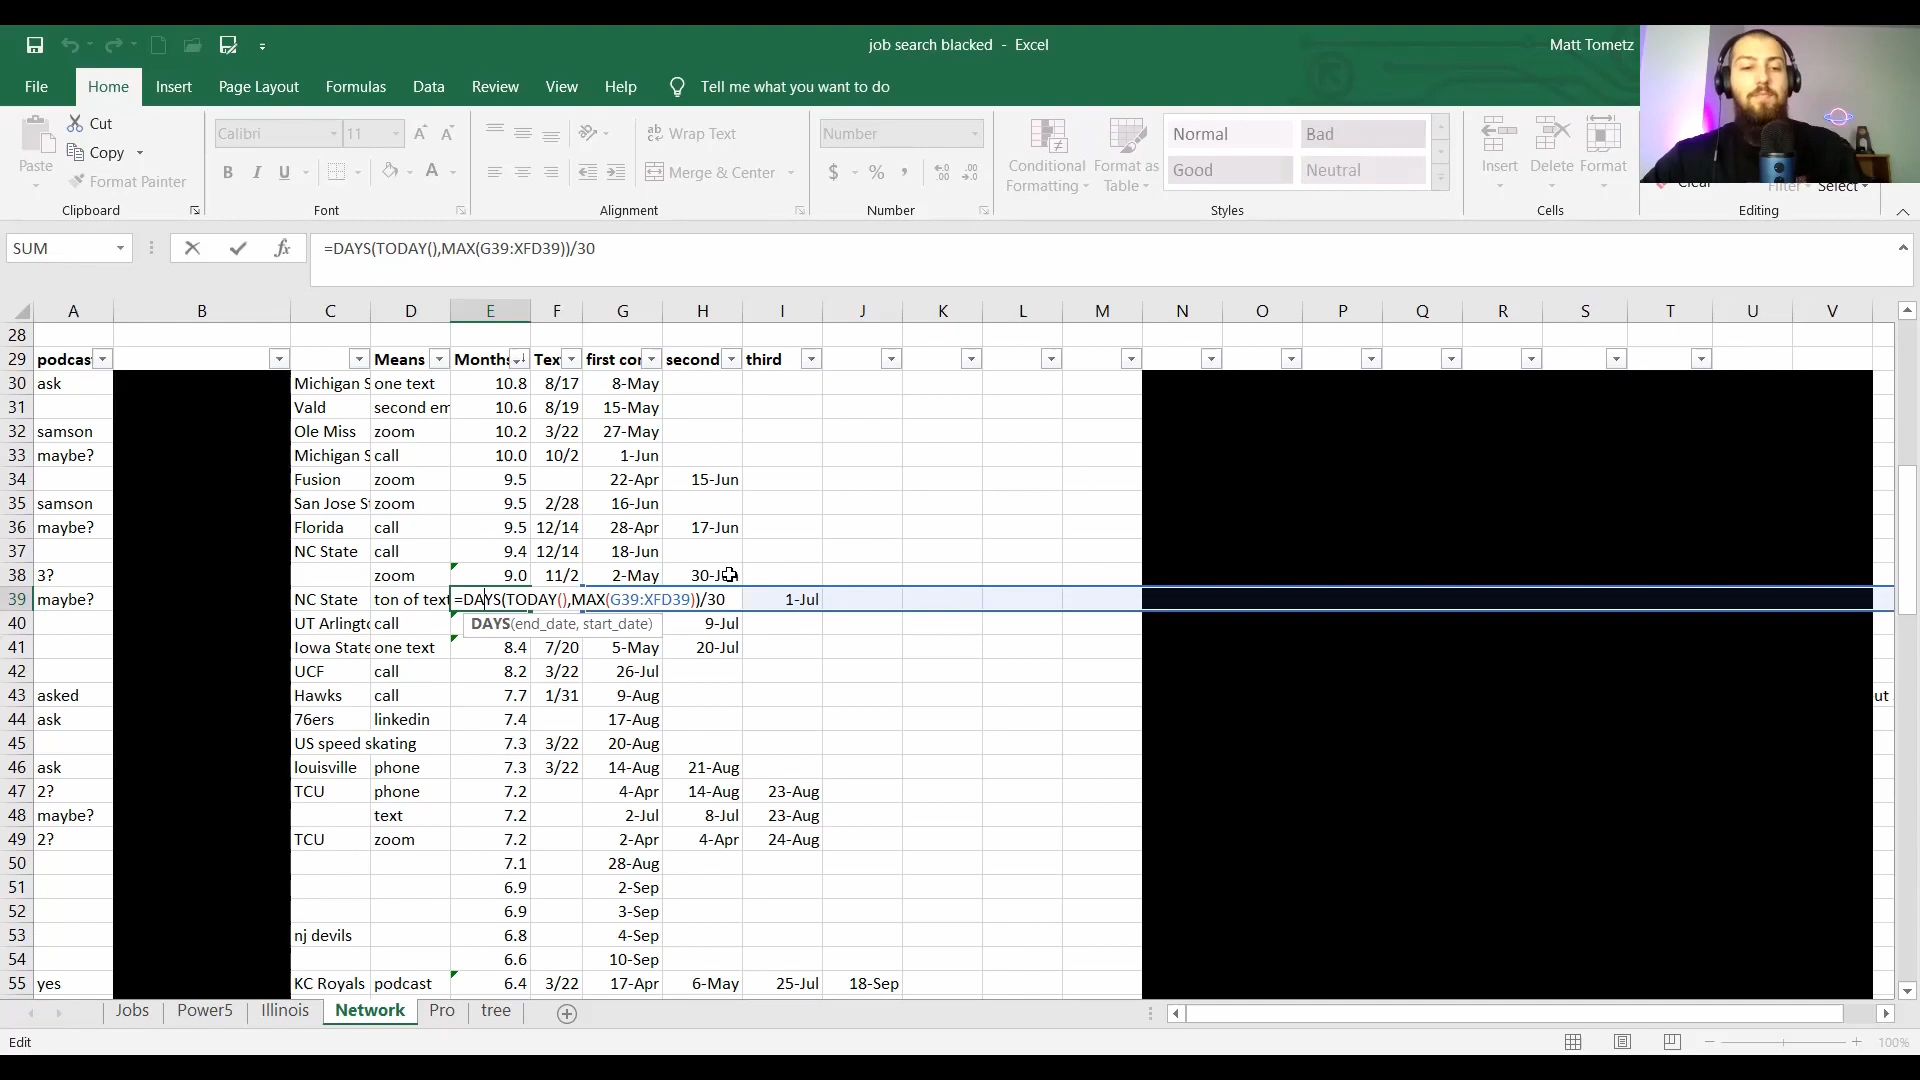 job search blacked - Excel
Matt Tometz
File Home Insert Page Layout Formulas Data Review View Help Tell me what you want to do
Paste
Cut
Copy
Format Painter
Clipboard
Calibri 11
B I U
Font
Wrap Text
Merge & Center
Alignment
Number
$ % ,
Number
Conditional Formatting
Format as Table
Normal Bad
Good Neutral
Styles
Insert Delete Format
Cells
Clear
Filter Select
Editing
SUM
fx
=DAYS(TODAY(),MAX(G39:XFD39))/30
A B C D E F G H I J K L M N O P Q R S T U V
28
29 podcas Means Months Tex first cor second third
30 ask Michigan S one text 10.8 8/17 8-May
31 Vald second em 10.6 8/19 15-May
32 samson Ole Miss zoom 10.2 3/22 27-May
33 maybe? Michigan S call 10.0 10/2 1-Jun
34 Fusion zoom 9.5 22-Apr 15-Jun
35 samson San Jose St zoom 9.5 2/28 16-Jun
36 maybe? Florida call 9.5 12/14 28-Apr 17-Jun
37 NC State call 9.4 12/14 18-Jun
38 3? zoom 9.0 11/2 2-May
39 maybe? NC State ton of text =DAYS(TODAY(),MAX(G39:XFD39))/30 1-Jul
40 UT Arlingto call DAYS(end_date, start_date) 9-Jul
41 Iowa State one text 8.4 7/20 5-May 20-Jul
42 UCF call 8.2 3/22 26-Jul
43 asked Hawks call 7.7 1/31 9-Aug ut
44 ask 76ers linkedin 7.4 17-Aug
45 US speed skating 7.3 3/22 20-Aug
46 ask louisville phone 7.3 3/22 14-Aug 21-Aug
47 2? TCU phone 7.2 4-Apr 14-Aug 23-Aug
48 maybe? text 7.2 2-Jul 8-Jul 23-Aug
49 2? TCU zoom 7.2 2-Apr 4-Apr 24-Aug
50 7.1 28-Aug
51 6.9 2-Sep
52 6.9 3-Sep
53 nj devils 6.8 4-Sep
54 6.6 10-Sep
55 yes KC Royals podcast 6.4 3/22 17-Apr 6-May 25-Jul 18-Sep
Jobs Power5 Illinois Network Pro tree
Edit
100%